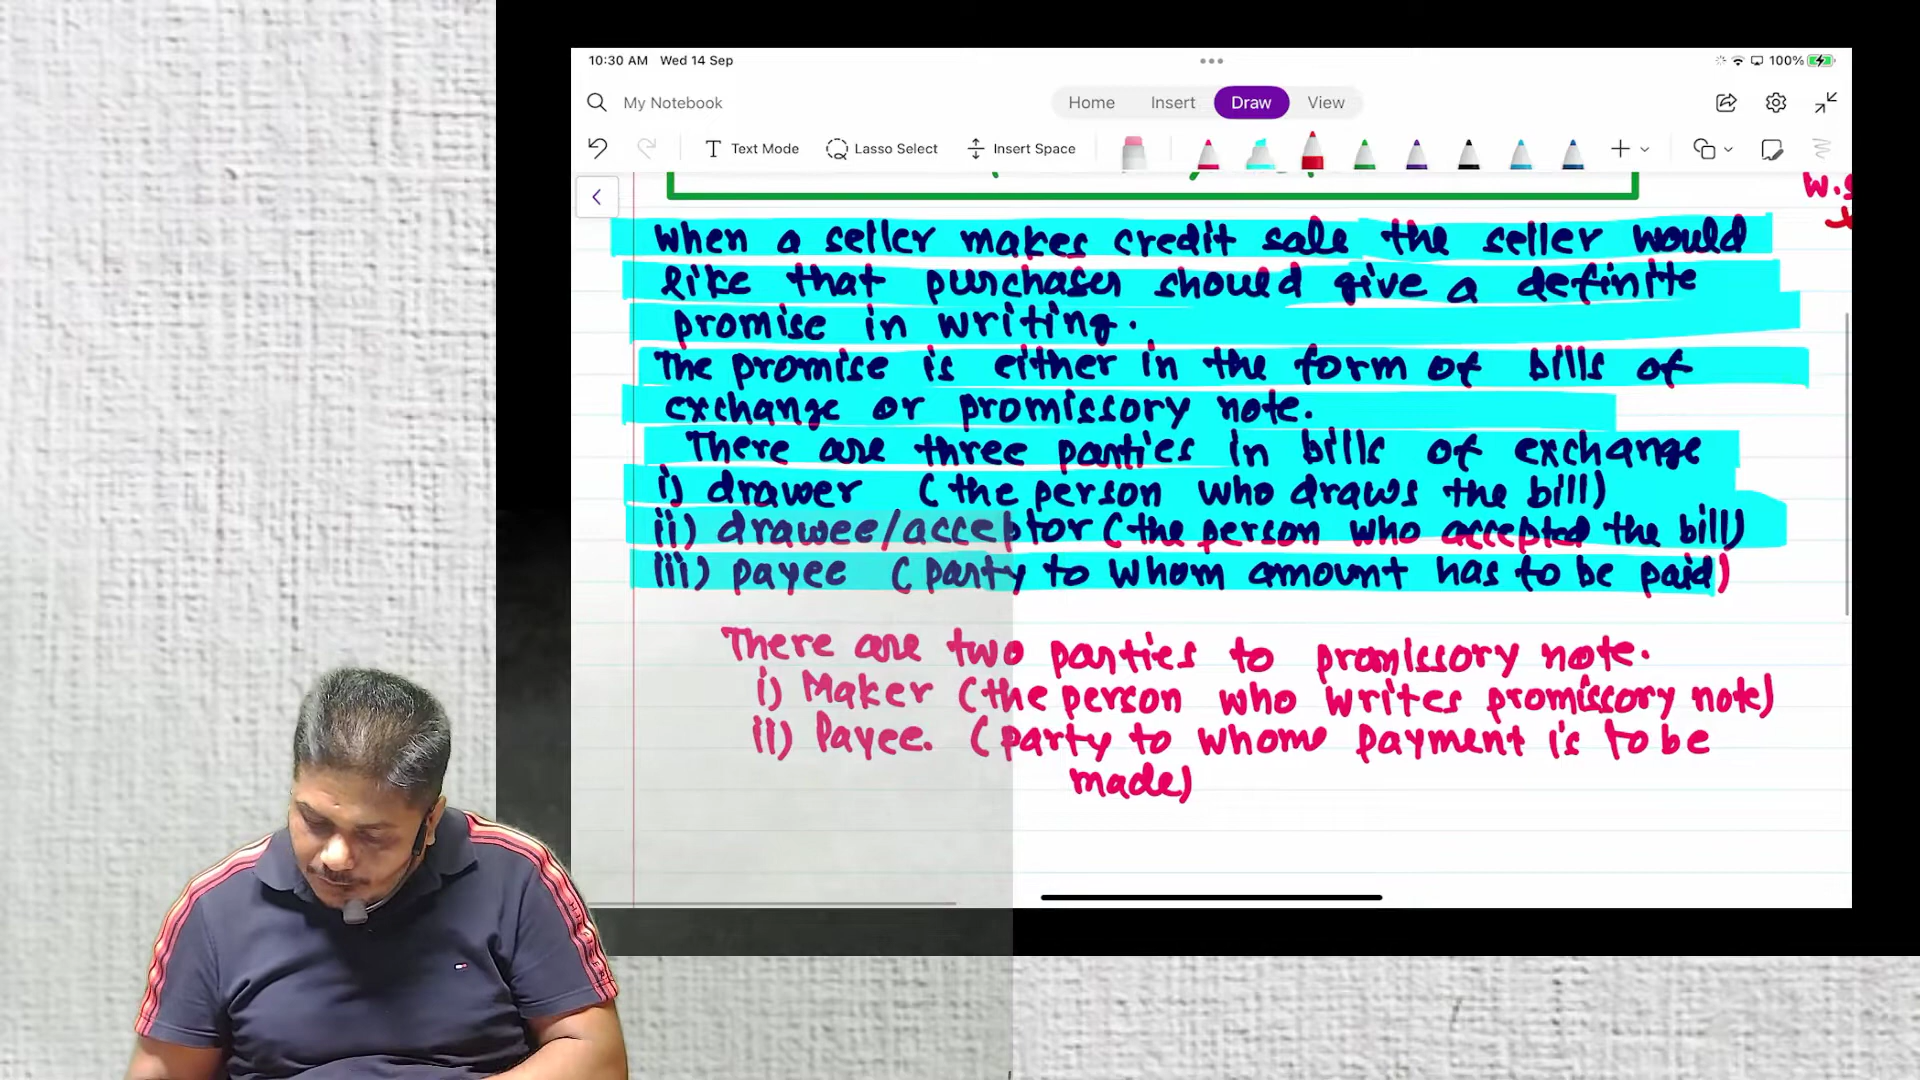 10:30 AM Wed 14 Sep
100%
My Notebook
Home Insert Draw View
Text Mode Lasso Select Insert Space
w.s
When a seller makes credit sale the seller would
like that purchaser should give a definite
promise in writing.
The promise is either in the form of bills of
exchange or promissory note.
There are three parties in bills of exchange
i) drawer (the person who draws the bill)
ii) drawee/acceptor (the person who accepted the bill)
iii) payee (party to whom amount has to be paid)
There are two parties to promissory note.
i) Maker (the person who writes promissory note)
ii) Payee. (party to whom payment is to be
made)